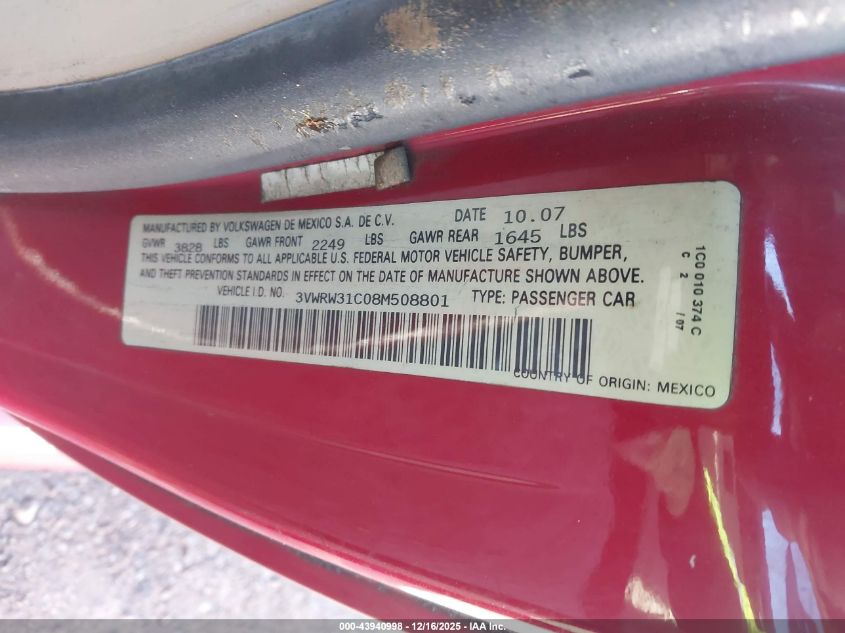 MANUFACTURED BY VOLKSWAGEN DE MEXICO S.A. DE C.V. DATE 10.07
GVWR 3828 LBS GAWR FRONT 2249 LBS GAWR REAR 1645 LBS
THIS VEHICLE CONFORMS TO ALL APPLICABLE U.S. FEDERAL MOTOR VEHICLE SAFETY, BUMPER,
AND THEFT PREVENTION STANDARDS IN EFFECT ON THE DATE OF MANUFACTURE SHOWN ABOVE.
VEHICLE I.D. NO. 3VWRW31C08M508801 TYPE: PASSENGER CAR
COUNTRY OF ORIGIN: MEXICO
1C0 010 374 C
C 2 / 07
000-43940998 - 12/16/2025 - IAA Inc.